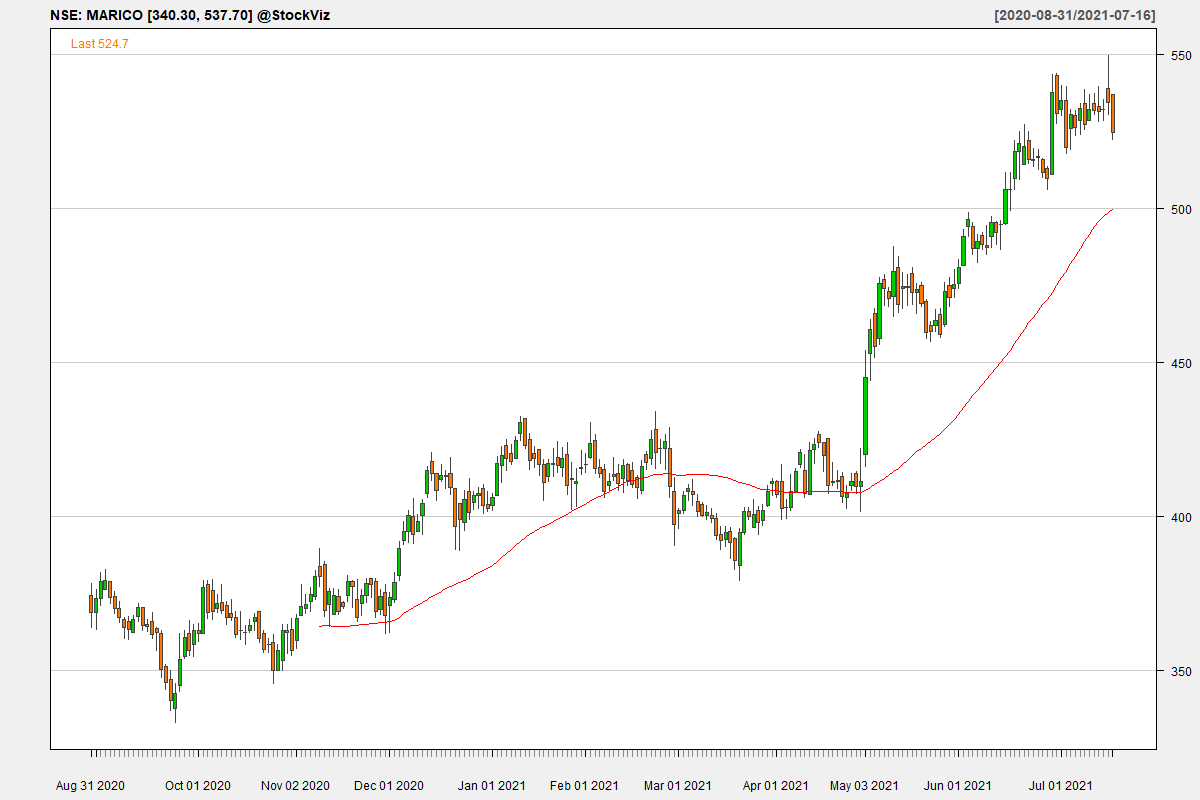 NSE: MARICO [340.30, 537.70] @StockViz [2020-08-31/2021-07-16]
Last 524.7
550
500
450
400
350
Aug 31 2020 Oct 01 2020 Nov 02 2020 Dec 01 2020 Jan 01 2021 Feb 01 2021 Mar 01 2021 Apr 01 2021 May 03 2021 Jun 01 2021 Jul 01 2021